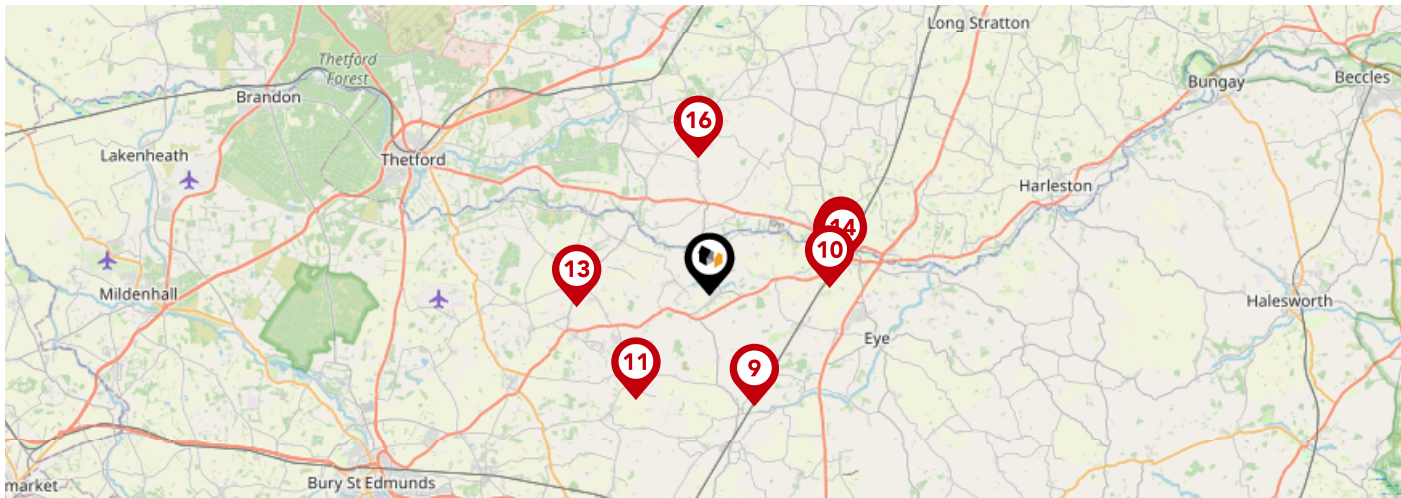 Long Stratton
Thetford
Forest
Bungay
Beccles
Brandon
16
Lakenheath
Thetford
Harleston
14
10
13
Mildenhall
Halesworth
Eye
11
9
Bury St Edmunds
market